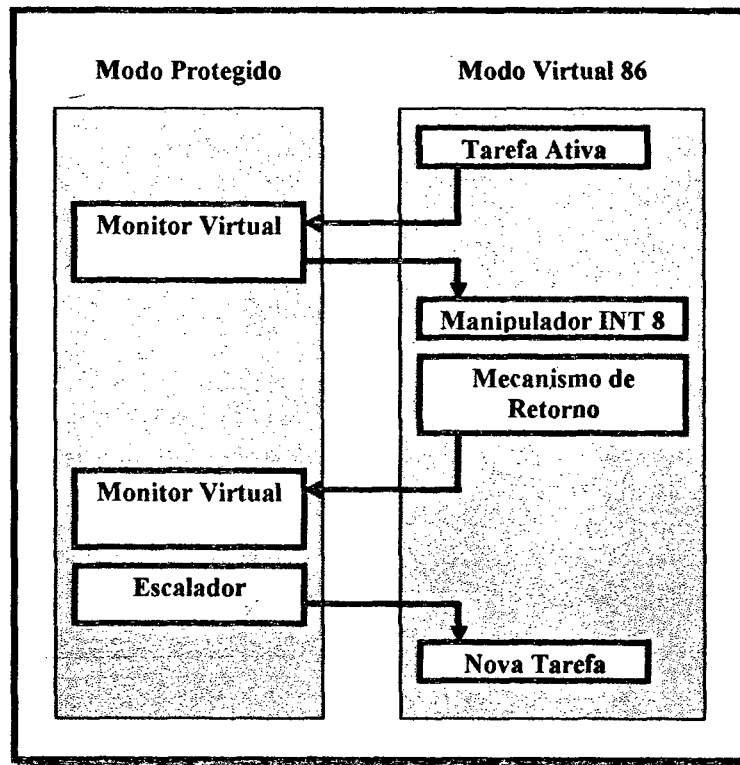 Modo Protegido
Modo Virtual 86
Tarefa Ativa
Monitor Virtual
Manipulador INT 8
Mecanismo de
Retorno
Monitor Virtual
Escalador
Nova Tarefa